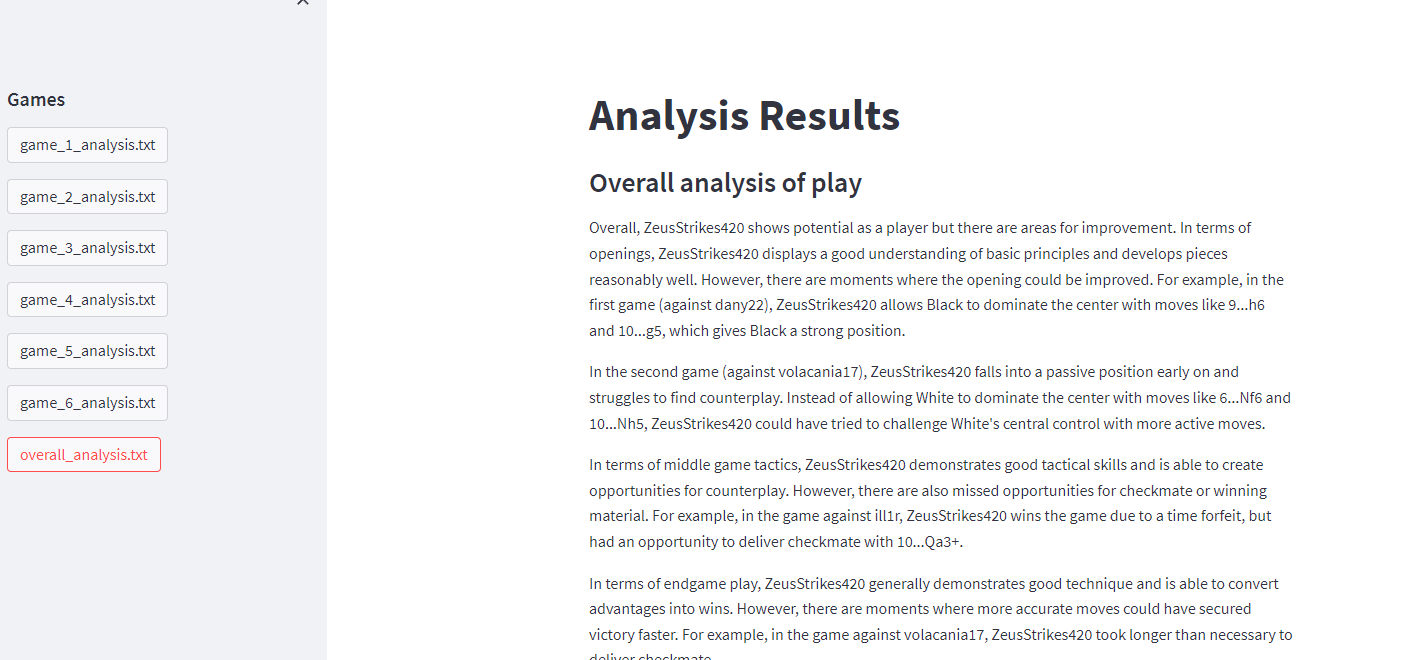 Games
game_1_analysis.txt
game_2_analysis.txt
game_3_analysis.txt
game_4_analysis.txt
game_5_analysis.txt
game_6_analysis.txt
overall_analysis.txt
Analysis Results
Overall analysis of play
Overall, ZeusStrikes420 shows potential as a player but there are areas for improvement. In terms of
openings, ZeusStrikes420 displays a good understanding of basic principles and develops pieces
reasonably well. However, there are moments where the opening could be improved. For example, in the
first game (against dany22), ZeusStrikes420 allows Black to dominate the center with moves like 9...h6
and 10...g5, which gives Black a strong position.
In the second game (against volacania17), ZeusStrikes420 falls into a passive position early on and
struggles to find counterplay. Instead of allowing White to dominate the center with moves like 6...Nf6 and
10...Nh5, ZeusStrikes420 could have tried to challenge White's central control with more active moves.
In terms of middle game tactics, ZeusStrikes420 demonstrates good tactical skills and is able to create
opportunities for counterplay. However, there are also missed opportunities for checkmate or winning
material. For example, in the game against ill1r, ZeusStrikes420 wins the game due to a time forfeit, but
had an opportunity to deliver checkmate with 10...Qa3+.
In terms of endgame play, ZeusStrikes420 generally demonstrates good technique and is able to convert
advantages into wins. However, there are moments where more accurate moves could have secured
victory faster. For example, in the game against volacania17, ZeusStrikes420 took longer than necessary to
deliver checkmate